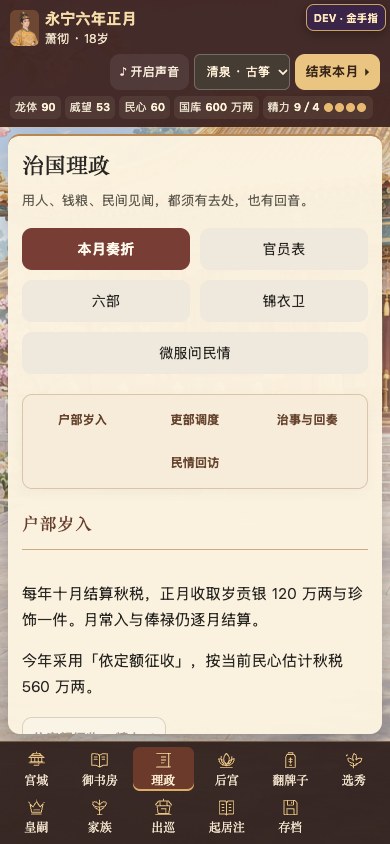 永宁六年正月
萧彻 · 18岁
DEV · 金手指
♪ 开启声音
清泉 · 古筝
结束本月 ›
龙体 90
威望 53
民心 60
国库 600 万两
精力 9 / 4
治国理政
用人、钱粮、民间见闻，都须有去处，也有回音。
本月奏折
官员表
六部
锦衣卫
微服问民情
户部岁入
吏部调度
治事与回奏
民情回访
户部岁入
每年十月结算秋税，正月收取岁贡银 120 万两与珍
饰一件。月常入与俸禄仍逐月结算。
今年采用「依定额征收」，按当前民心估计秋税
560 万两。
宫城
御书房
理政
后宫
翻牌子
选秀
皇嗣
家族
出巡
起居注
存档